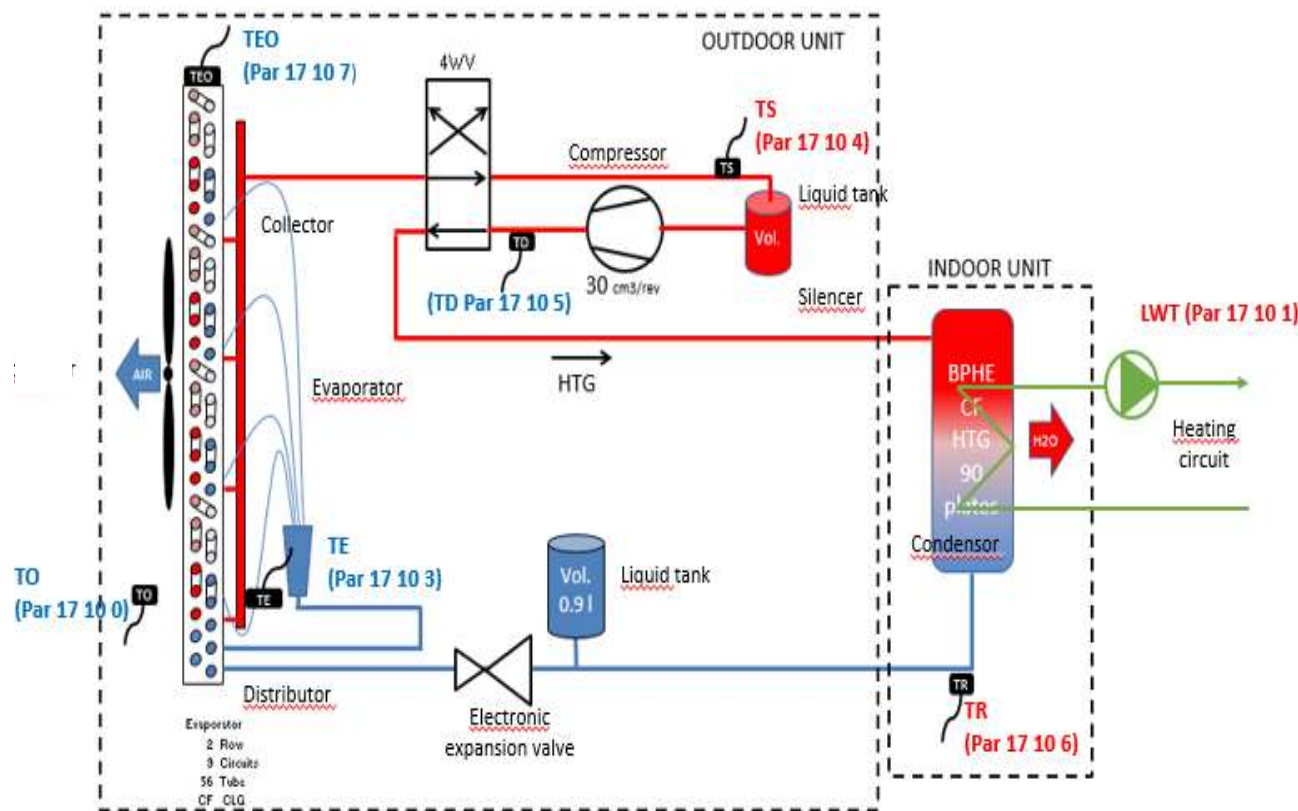 TEO
(Par 17 10 7)
OUTDOOR UNIT
TEO
4WV
TS
(Par 17 10 4)
Compressor
TS
Liquid tank
Collector
Vol.
TD
INDOOR UNIT
30 cm3/rev
(TD Par 17 10 5)
Silencer
LWT (Par 17 10 1)
AIR
HTG
BPHE
CF
HTG
90
plates
H2O
Evaporator
Heating
circuit
TE
(Par 17 10 3)
Condensor
TO
(Par 17 10 0)
TO
TE
Vol.
0.9 l
Liquid tank
TR
Distributor
TR
(Par 17 10 6)
Electronic
expansion valve
Evaporator
2 Row
9 Circuits
56 Tubs
CF CLG